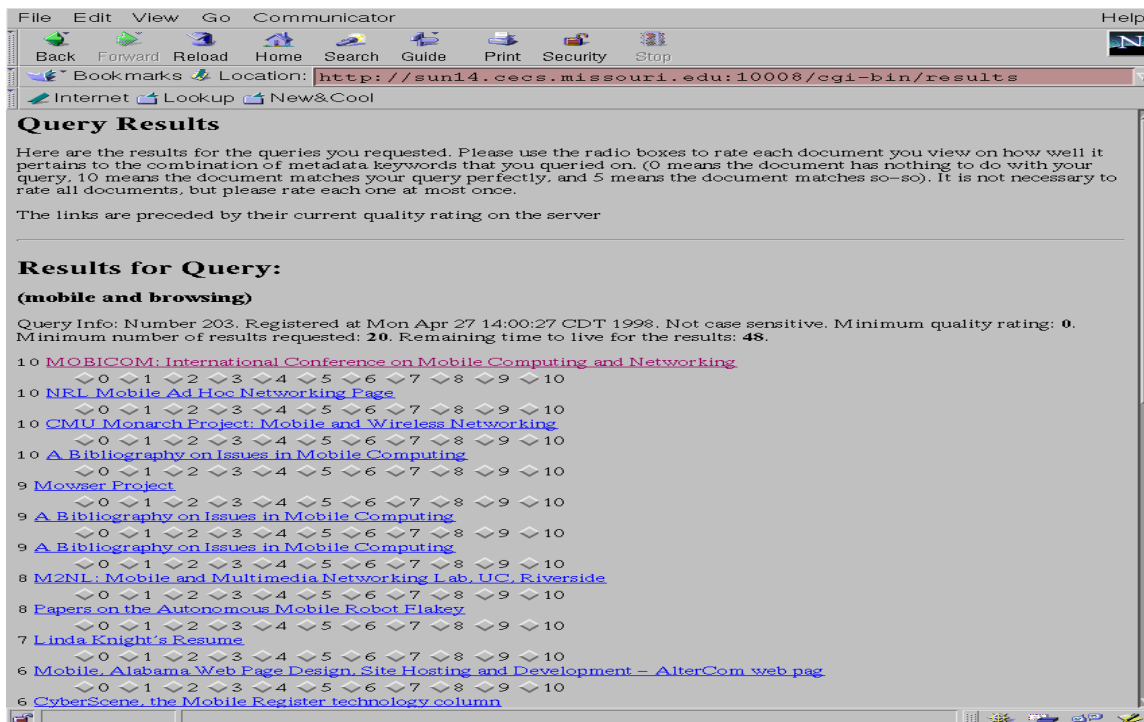 File Edit View Go Communicator Help
Back Forward Reload Home Search Guide Print Security Stop
N
Bookmarks Location: http://sun14.cecs.missouri.edu:10008/cgi-bin/results
Internet Lookup New&Cool
Query Results
Here are the results for the queries you requested. Please use the radio boxes to rate each document you view on how well it
pertains to the combination of metadata keywords that you queried on. (0 means the document has nothing to do with your
query, 10 means the document matches your query perfectly, and 5 means the document matches so-so). It is not necessary to
rate all documents, but please rate each one at most once.
The links are preceded by their current quality rating on the server
Results for Query:
(mobile and browsing)
Query Info: Number 203. Registered at Mon Apr 27 14:00:27 CDT 1998. Not case sensitive. Minimum quality rating: 0.
Minimum number of results requested: 20. Remaining time to live for the results: 48.
10 MOBICOM: International Conference on Mobile Computing and Networking
0 1 2 3 4 5 6 7 8 9 10
10 NRL Mobile Ad Hoc Networking Page
0 1 2 3 4 5 6 7 8 9 10
10 CMU Monarch Project: Mobile and Wireless Networking
0 1 2 3 4 5 6 7 8 9 10
10 A Bibliography on Issues in Mobile Computing
0 1 2 3 4 5 6 7 8 9 10
9 Mowser Project
0 1 2 3 4 5 6 7 8 9 10
9 A Bibliography on Issues in Mobile Computing
0 1 2 3 4 5 6 7 8 9 10
9 A Bibliography on Issues in Mobile Computing
0 1 2 3 4 5 6 7 8 9 10
8 M2NL: Mobile and Multimedia Networking Lab, UC, Riverside
0 1 2 3 4 5 6 7 8 9 10
8 Papers on the Autonomous Mobile Robot Flakey
0 1 2 3 4 5 6 7 8 9 10
7 Linda Knight's Resume
0 1 2 3 4 5 6 7 8 9 10
6 Mobile, Alabama Web Page Design, Site Hosting and Development - AlterCom web pag
0 1 2 3 4 5 6 7 8 9 10
6 CyberScene, the Mobile Register technology column